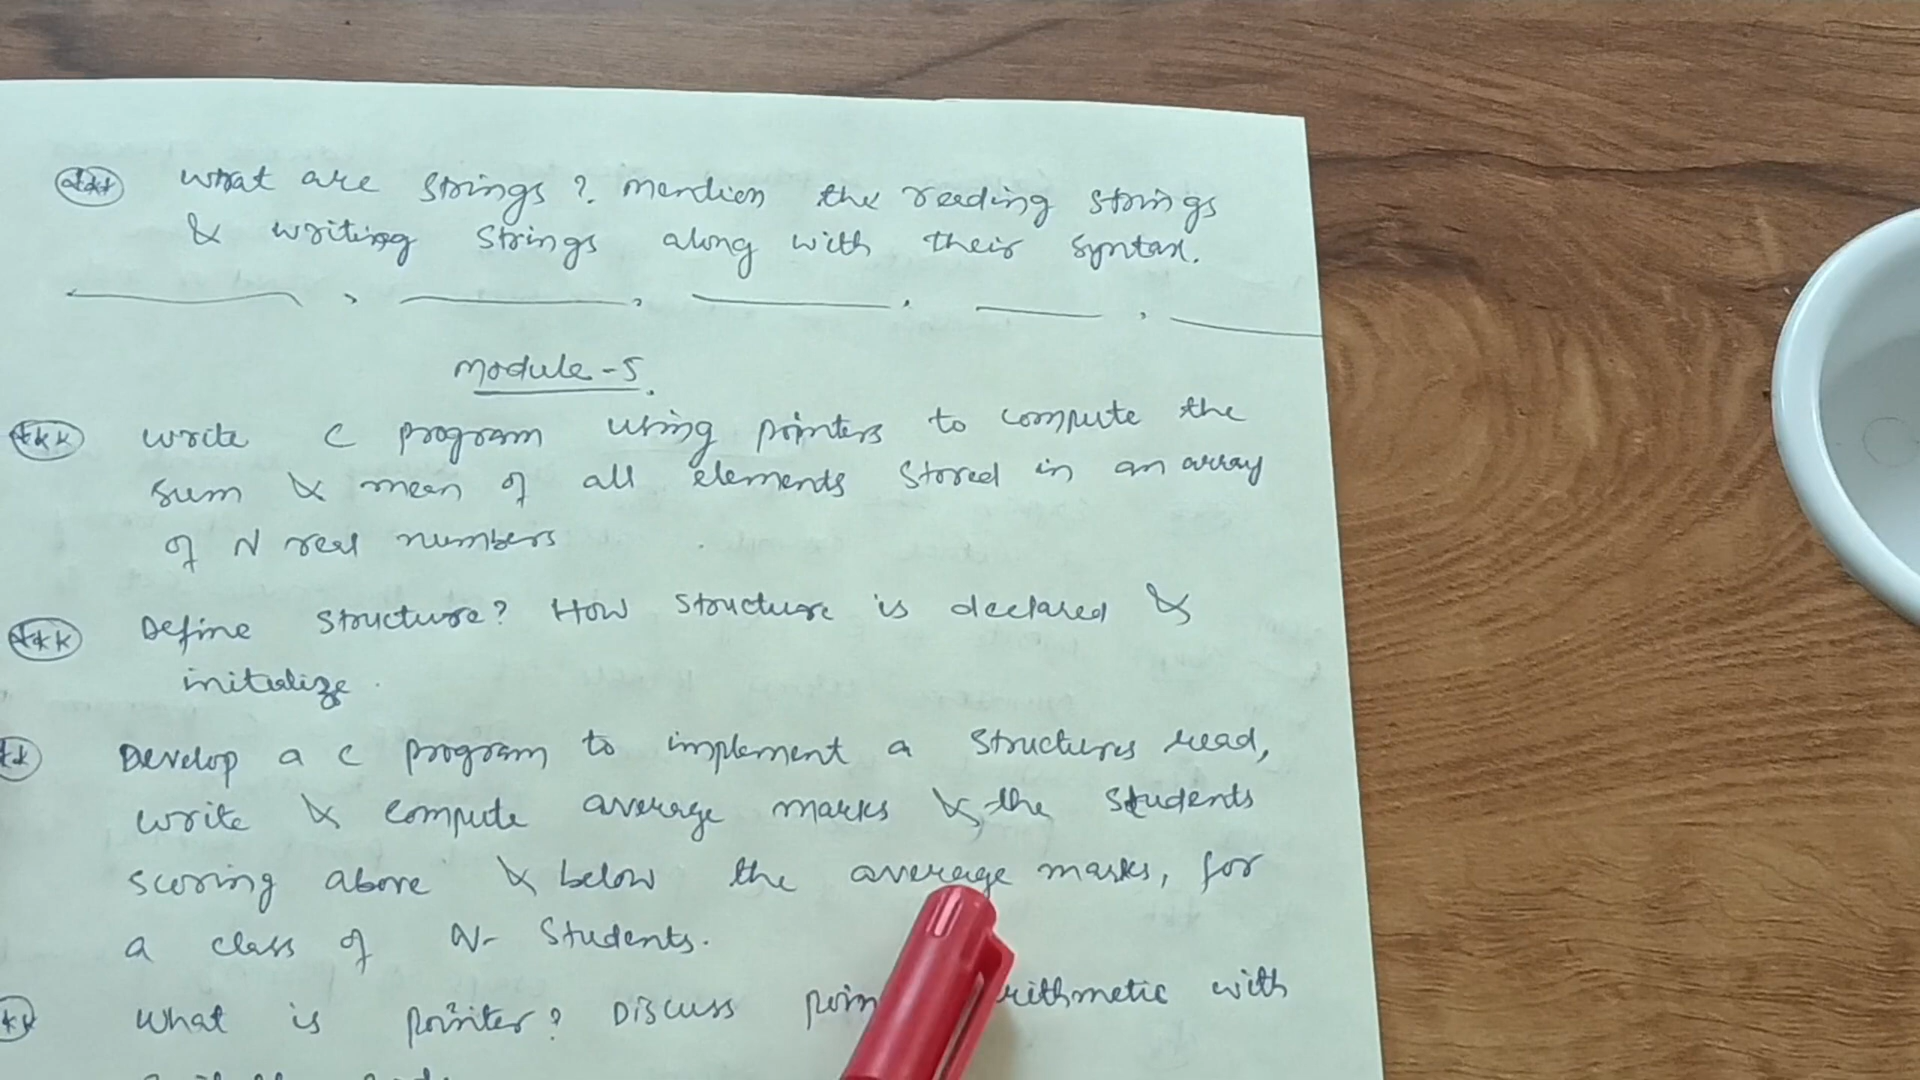 *** what are strings? mention the reading strings
& writing strings along with their syntax.
Module-5.
*** write C program using pointers to compute the
sum & mean of all elements stored in an array
of N real numbers
*** Define structure? How structure is declared &
initialize.
Develop a C program to implement a structures read,
write & compute average marks & the students
scoring above & below the average marks, for
a class of N- Students.
what is pointer? Discuss with